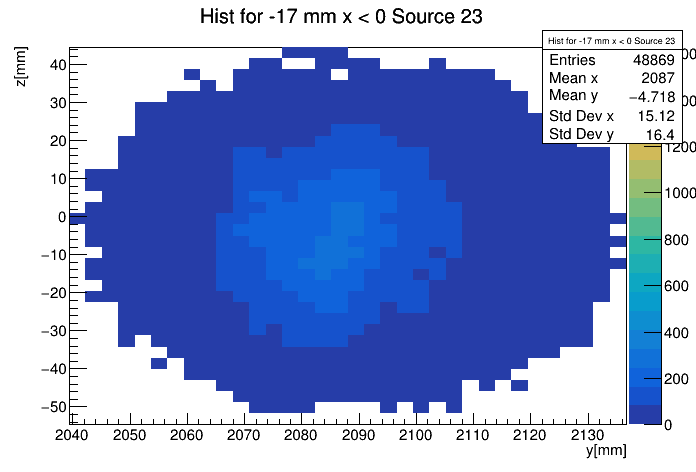 Hist for -17 mm x < 0 Source 23
Hist for -17 mm x < 0 Source 23
Entries 48869
Mean x 2087
Mean y −4.718
Std Dev x 15.12
Std Dev y 16.4
z[mm]
40
30
20
10
0
−10
−20
−30
−40
−50
2040 2050 2060 2070 2080 2090 2100 2110 2120 2130
y[mm]
1200
1000
800
600
400
200
0